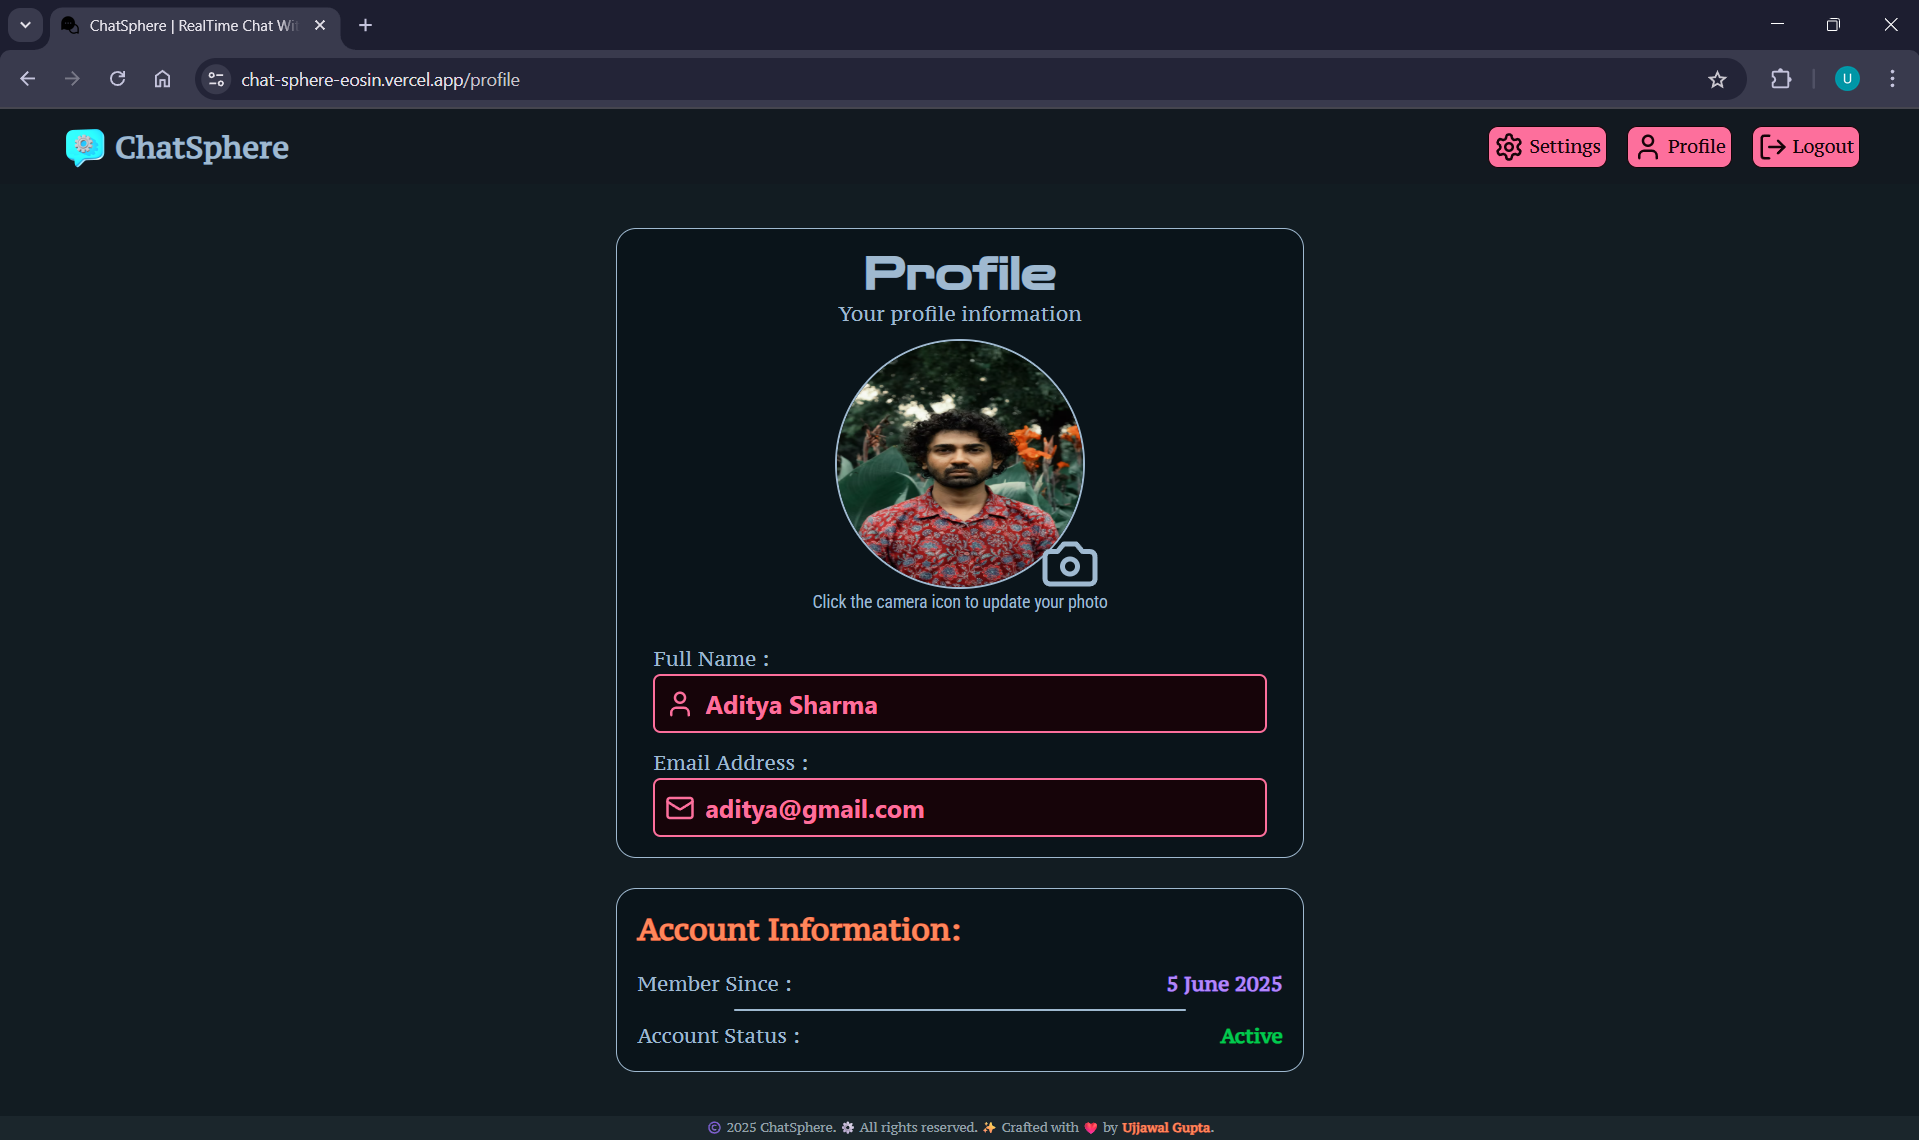 ChatSphere | RealTime Chat Wi
chat-sphere-eosin.vercel.app/profile
U
ChatSphere
Settings
Profile
Logout
Profile
Your profile information
Click the camera icon to update your photo
Full Name :
Aditya Sharma
Email Address :
aditya@gmail.com
Account Information:
Member Since :
5 June 2025
Account Status :
Active
© 2025 ChatSphere. ⚙ All rights reserved. ✨ Crafted with ❤ by Ujjawal Gupta.